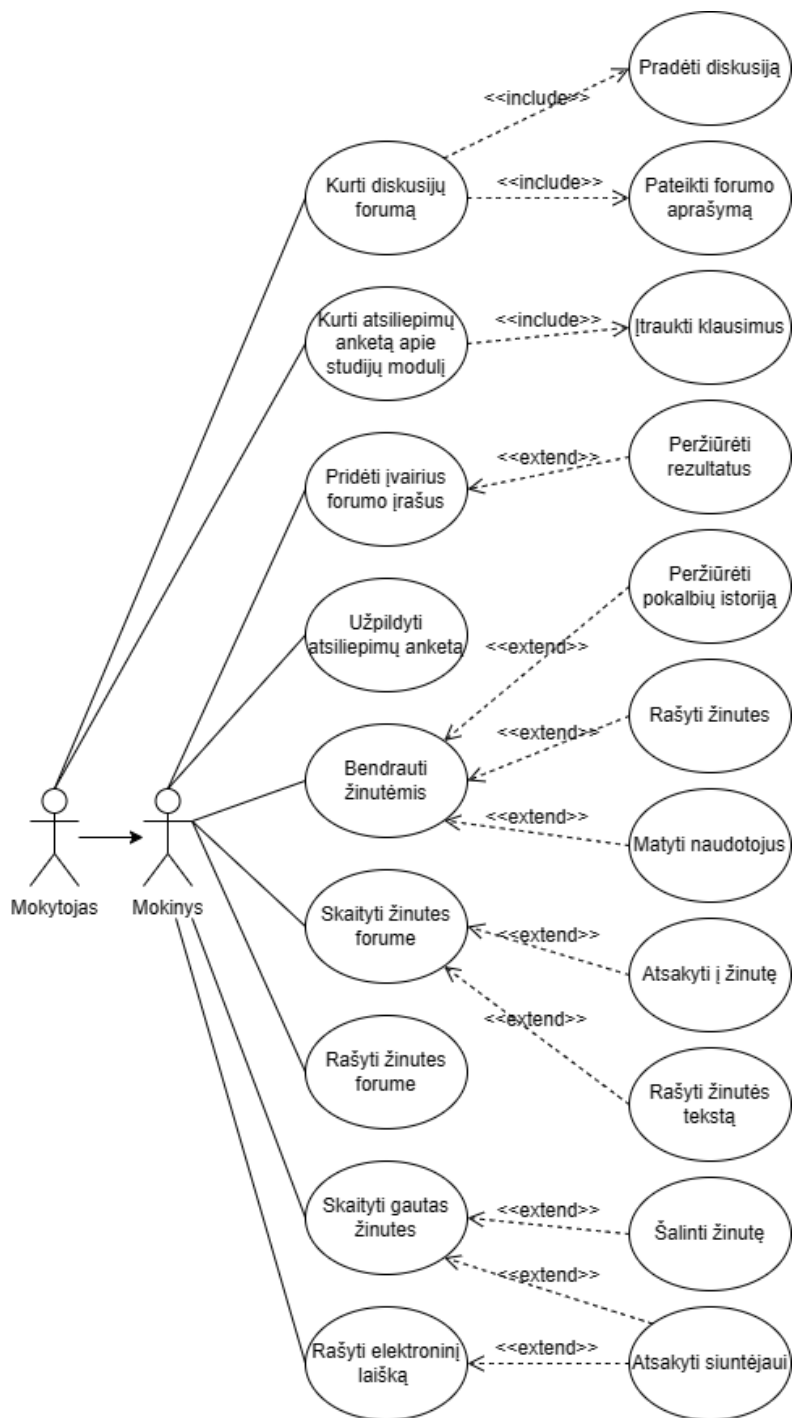 Pradėti diskusiją
<<include>>
Kurti diskusijų
forumą
<<include>>
Pateikti forumo
aprašymą
Kurti atsiliepimų
anketą apie
studijų modulį
<<include>>
Įtraukti klausimus
Pridėti įvairius
forumo įrašus
<<extend>>
Peržiūrėti
rezultatus
Peržiūrėti
pokalbių istoriją
Užpildyti
atsiliepimų anketa
<<extend>>
Rašyti žinutes
<<extend>>
Bendrauti
žinutėmis
<<extend>>
Matyti naudotojus
Mokytojas
Mokinys
Skaityti žinutes
forume
<<extend>>
Atsakyti į žinutę
<<extend>>
Rašyti žinutes
forume
Rašyti žinutės
tekstą
Skaityti gautas
žinutes
<<extend>>
Šalinti žinutę
<<extend>>
Rašyti elektroninį
laišką
<<extend>>
Atsakyti siuntėjaui